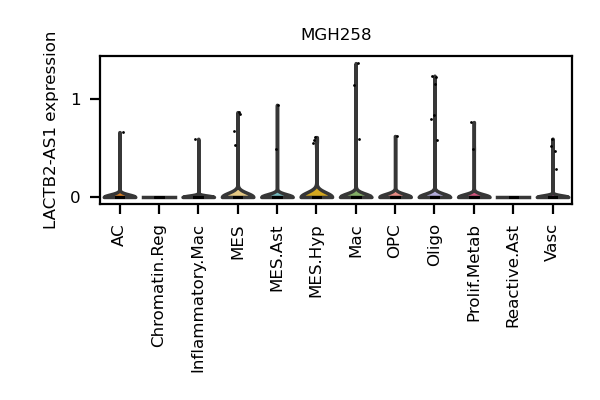 MGH258
LACTB2-AS1 expression
1
0
AC
Chromatin.Reg
Inflammatory.Mac
MES
MES.Ast
MES.Hyp
Mac
OPC
Oligo
Prolif.Metab
Reactive.Ast
Vasc